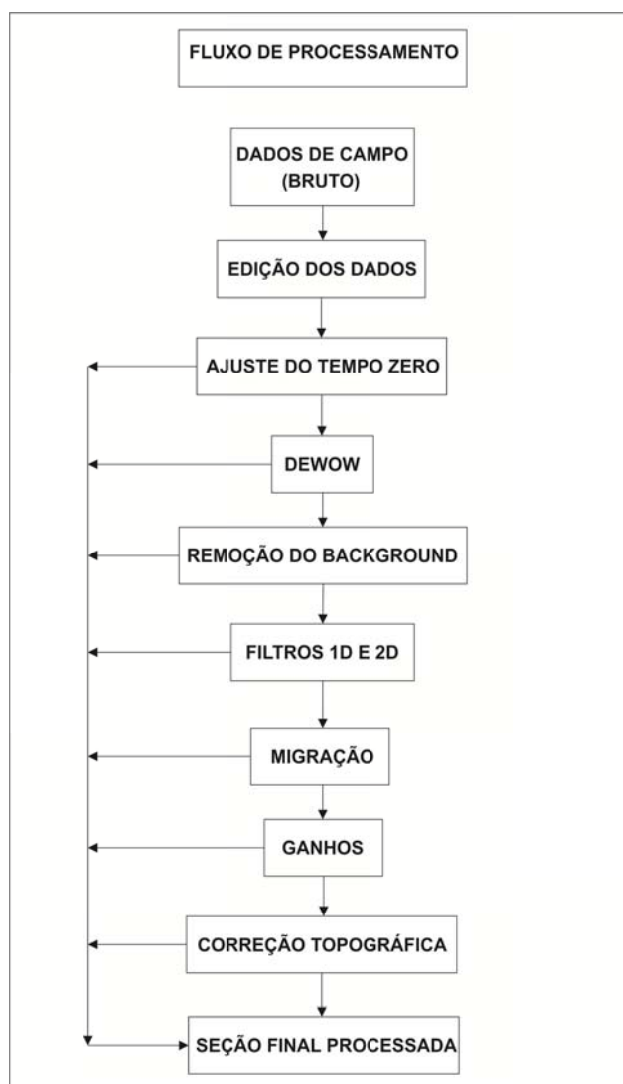 FLUXO DE PROCESSAMENTO
DADOS DE CAMPO
(BRUTO)
EDIÇÃO DOS DADOS
AJUSTE DO TEMPO ZERO
DEWOW
REMOÇÃO DO BACKGROUND
FILTROS 1D E 2D
MIGRAÇÃO
GANHOS
CORREÇÃO TOPOGRÁFICA
SEÇÃO FINAL PROCESSADA